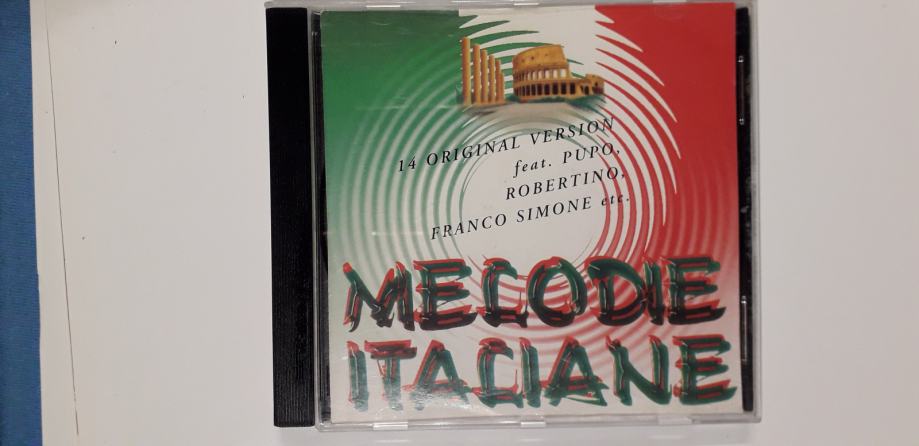 14 ORIGINAL VERSION
feat. PUPO,
ROBERTINO,
FRANCO SIMONE etc.
MELODIE
ITALIANE